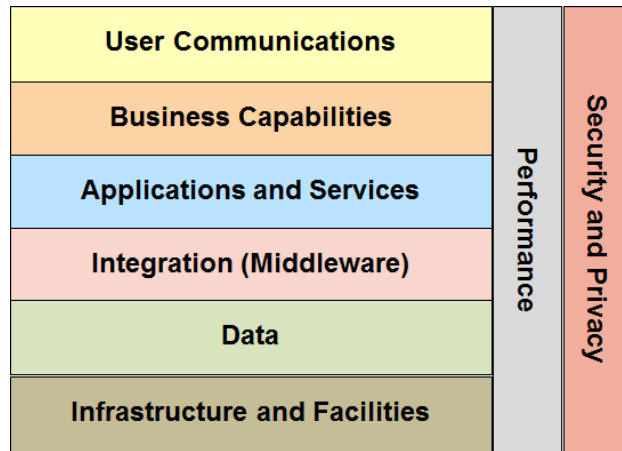 User Communications
Business Capabilities
Applications and Services
Integration (Middleware)
Data
Infrastructure and Facilities
Performance
Security and Privacy